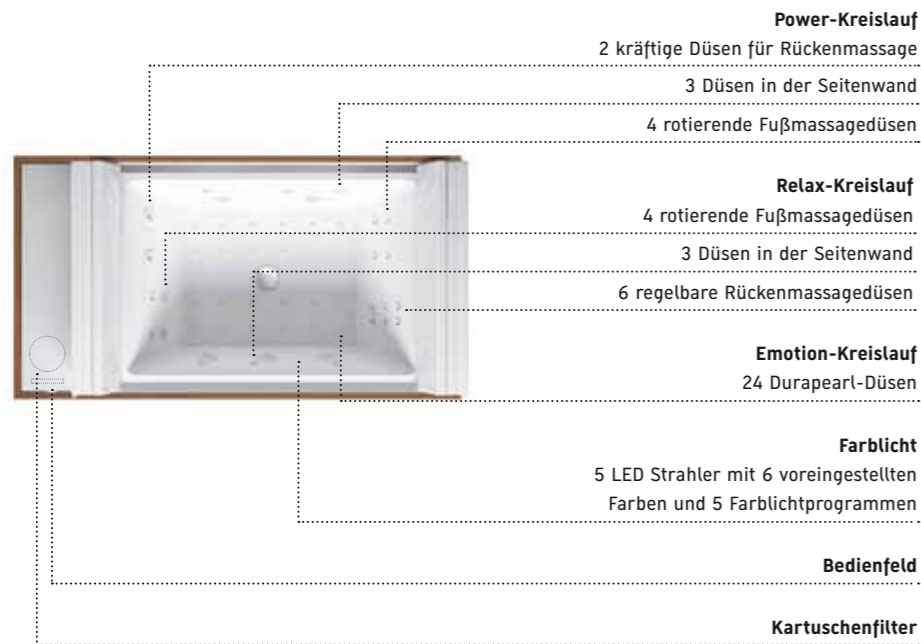 Power-Kreislauf
2 kräftige Düsen für Rückenmassage
3 Düsen in der Seitenwand
4 rotierende Fußmassagedüsen
Relax-Kreislauf
4 rotierende Fußmassagedüsen
3 Düsen in der Seitenwand
6 regelbare Rückenmassagedüsen
Emotion-Kreislauf
24 Durapearl-Düsen
Farblicht
5 LED Strahler mit 6 voreingestellten
Farben und 5 Farblichtprogrammen
Bedienfeld
Kartuschenfilter